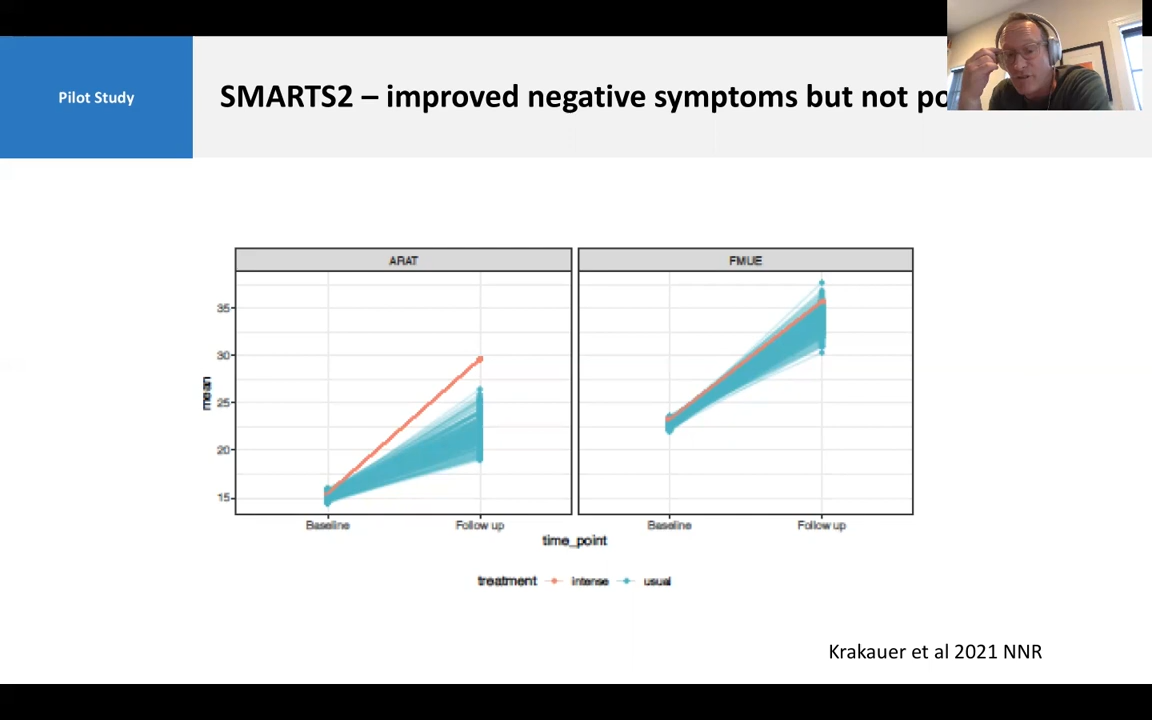 Pilot Study
SMARTS2 – improved negative symptoms but not
ARAT
FMUE
mean
35
30
25
20
15
Baseline
Follow up
Baseline
Follow up
time_point
treatment
intense
usual
Krakauer et al 2021 NNR